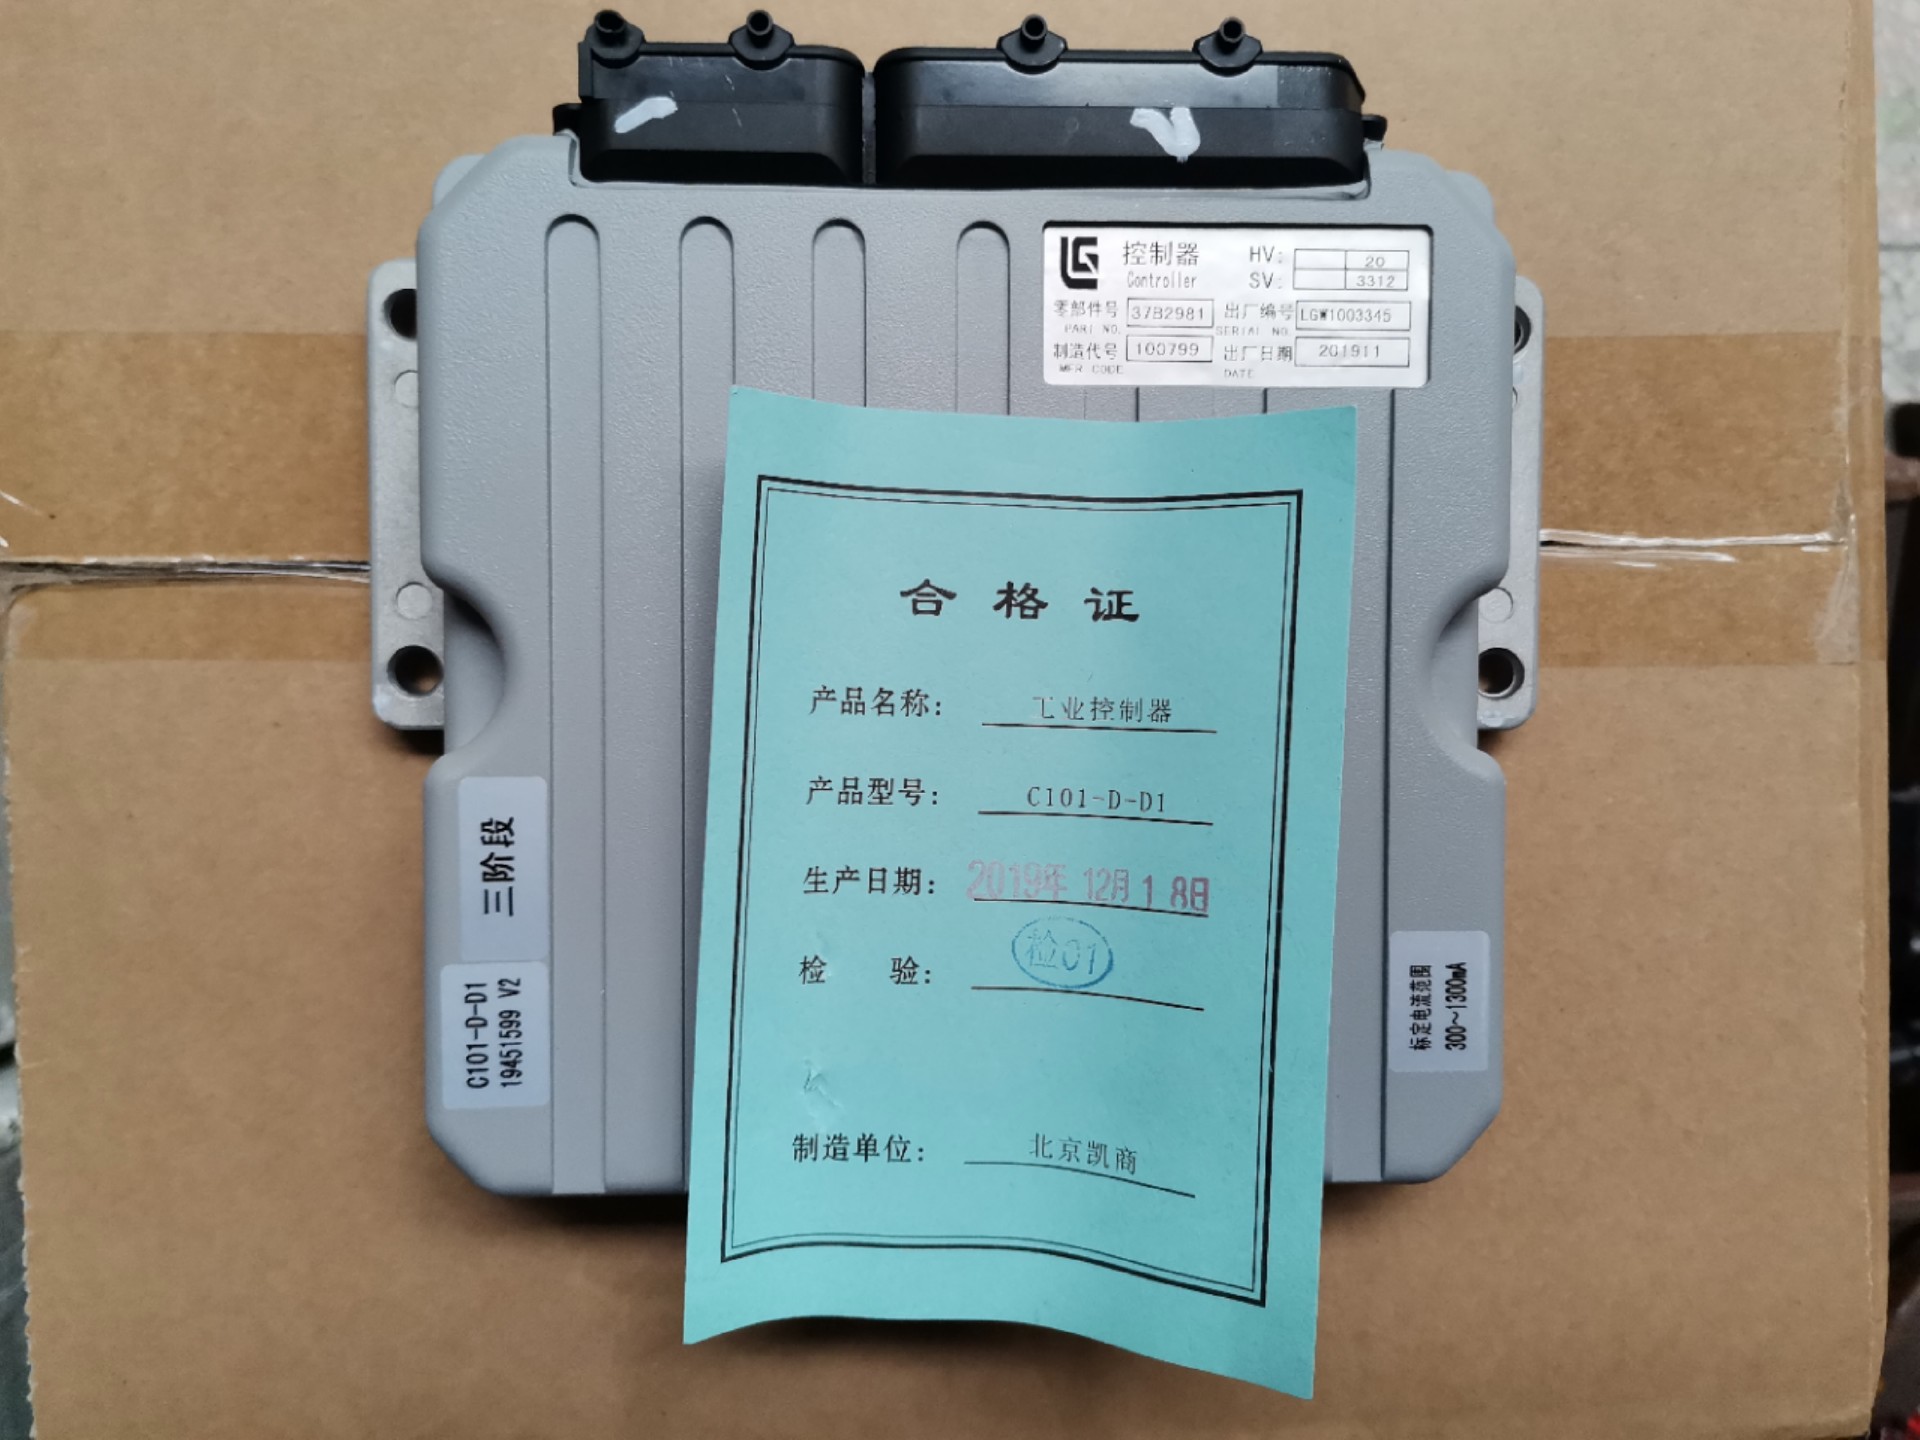 LG 控制器 HV: 20
Controller SV: 3312
零部件号 37B2981 出厂编号 LGW1003345
PART NO. SERIAL NO.
制造代号 100799 出厂日期 201911
MFR CODE DATE
合格证
产品名称: 工业控制器
产品型号: C101-D-D1
生产日期: 2019年12月18日
检 验: 检01
制造单位: 北京凯商
三阶段
C101-D-D1
19451599 V2
标定电流范围
300~1300mA